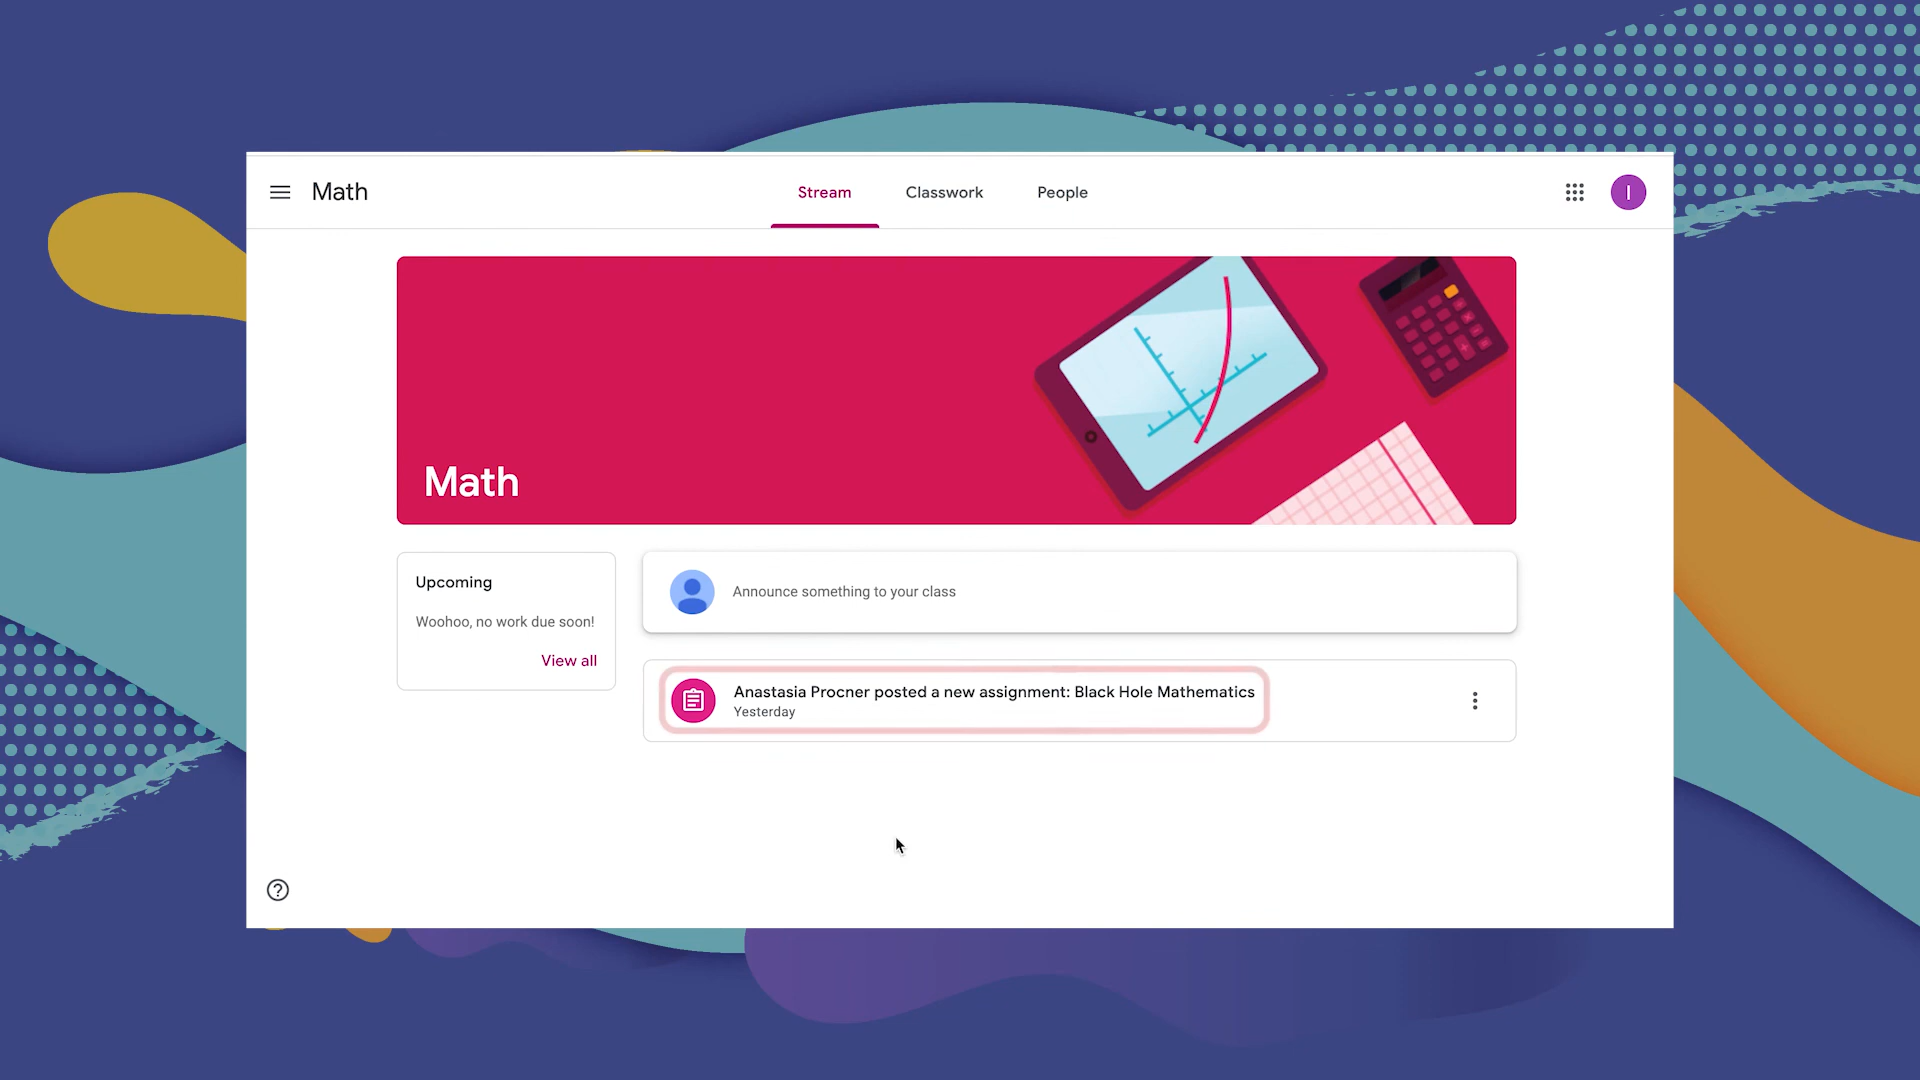 Math
Stream
Classwork
People
I
Math
Upcoming
Woohoo, no work due soon!
View all
Announce something to your class
Anastasia Procner posted a new assignment: Black Hole Mathematics
Yesterday